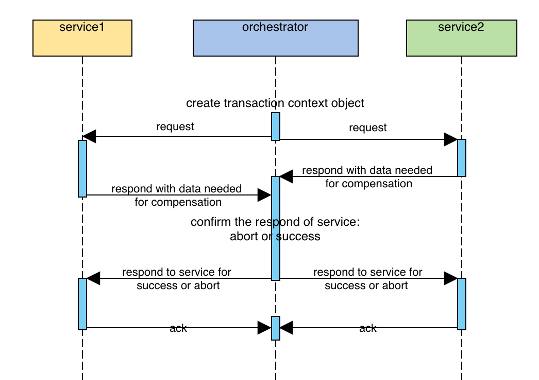 service1
orchestrator
service2
create transaction context object
request
request
respond with data needed
for compensation
respond with data needed
for compensation
confirm the respond of service:
abort or success
respond to service for
success or abort
respond to service for
success or abort
ack
ack